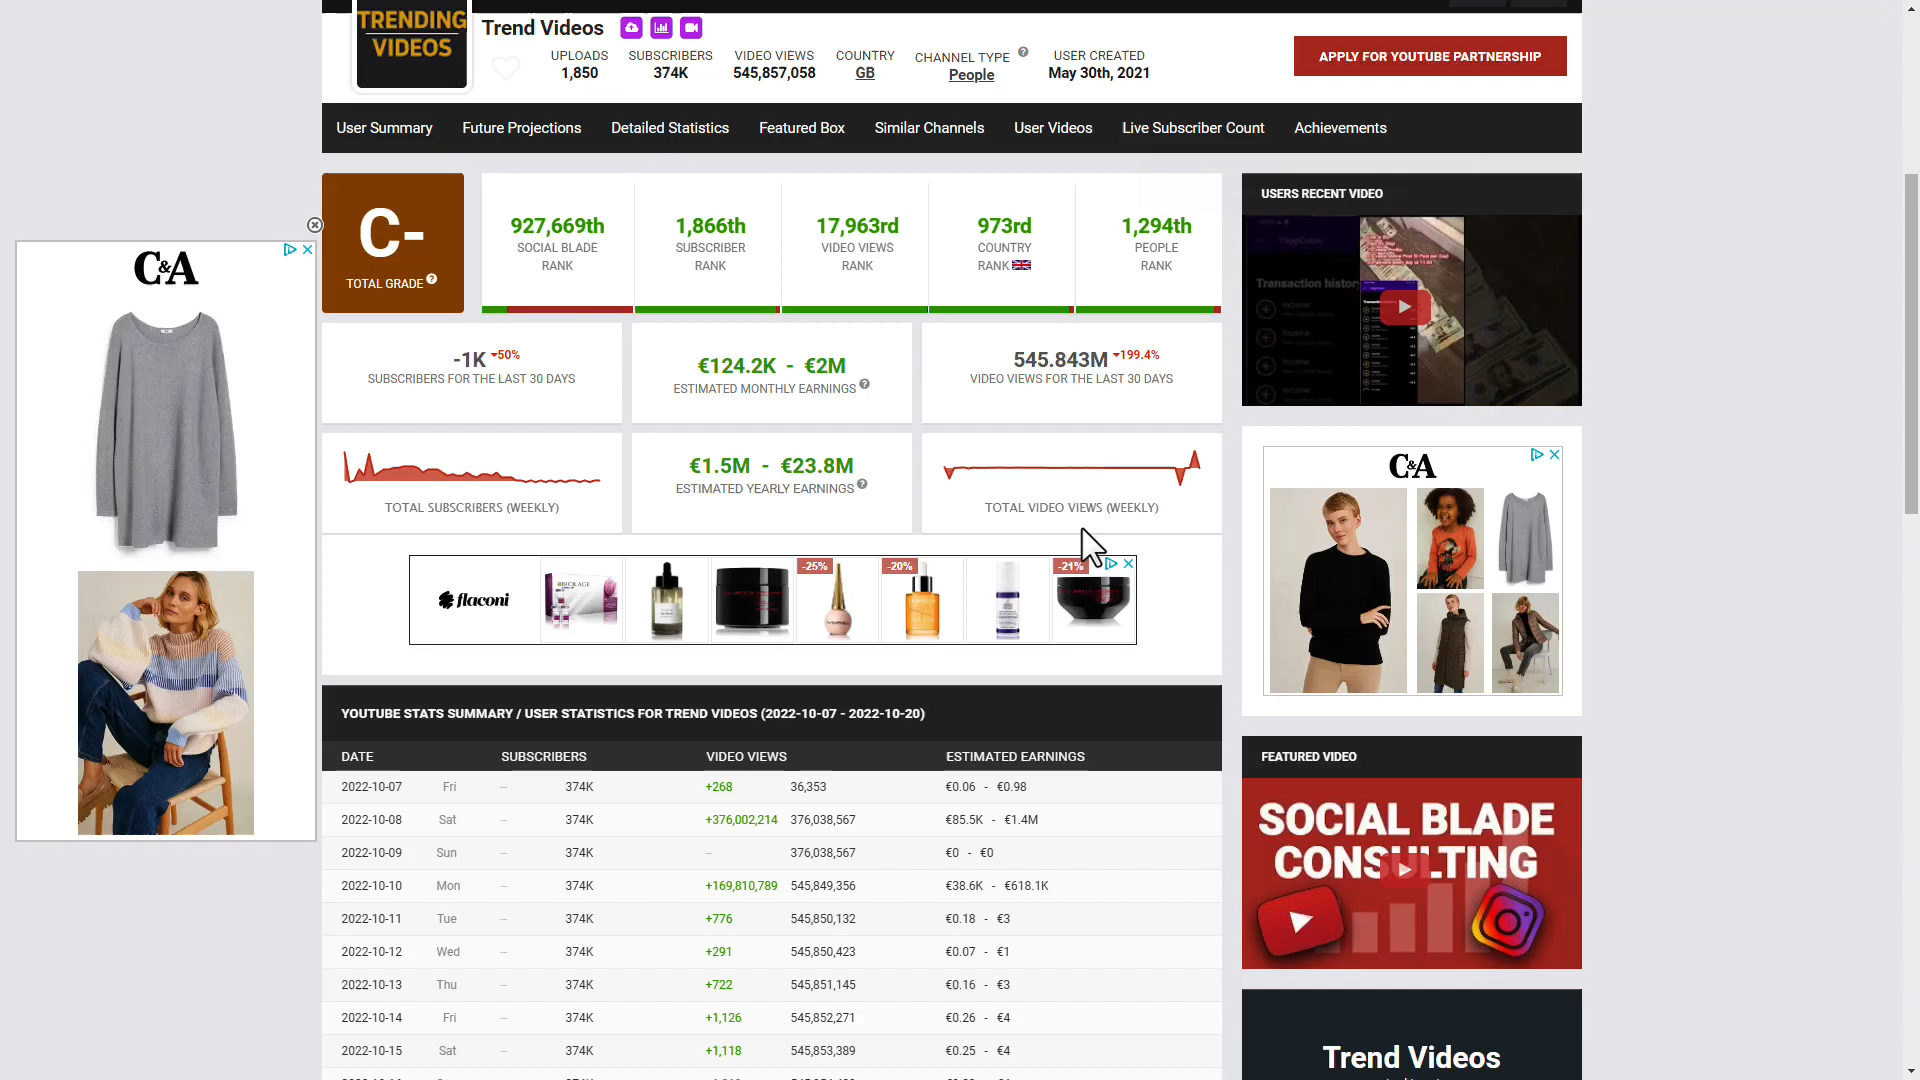 TRENDING
VIDEOS
Trend Videos
UPLOADS
1,850
SUBSCRIBERS
374K
VIDEO VIEWS
545,857,058
COUNTRY
GB
CHANNEL TYPE
People
USER CREATED
May 30th, 2021
APPLY FOR YOUTUBE PARTNERSHIP
User Summary Future Projections Detailed Statistics Featured Box Similar Channels User Videos Live Subscriber Count Achievements
C-
TOTAL GRADE
927,669th
SOCIAL BLADE
RANK
1,866th
SUBSCRIBER
RANK
17,963rd
VIDEO VIEWS
RANK
973rd
COUNTRY
RANK
1,294th
PEOPLE
RANK
-1K 50%
SUBSCRIBERS FOR THE LAST 30 DAYS
€124.2K - €2M
ESTIMATED MONTHLY EARNINGS
545.843M 199.4%
VIDEO VIEWS FOR THE LAST 30 DAYS
TOTAL SUBSCRIBERS (WEEKLY)
€1.5M - €23.8M
ESTIMATED YEARLY EARNINGS
TOTAL VIDEO VIEWS (WEEKLY)
C&A
flaconi
-25%
-20%
-21%
YOUTUBE STATS SUMMARY / USER STATISTICS FOR TREND VIDEOS (2022-10-07 - 2022-10-20)
DATE SUBSCRIBERS VIDEO VIEWS ESTIMATED EARNINGS
2022-10-07 Fri -- 374K +268 36,353 €0.06 - €0.98
2022-10-08 Sat -- 374K +376,002,214 376,038,567 €85.5K - €1.4M
2022-10-09 Sun -- 374K -- 376,038,567 €0 - €0
2022-10-10 Mon -- 374K +169,810,789 545,849,356 €38.6K - €618.1K
2022-10-11 Tue -- 374K +776 545,850,132 €0.18 - €3
2022-10-12 Wed -- 374K +291 545,850,423 €0.07 - €1
2022-10-13 Thu -- 374K +722 545,851,145 €0.16 - €3
2022-10-14 Fri -- 374K +1,126 545,852,271 €0.26 - €4
2022-10-15 Sat -- 374K +1,118 545,853,389 €0.25 - €4
USERS RECENT VIDEO
Transaction history
C&A
FEATURED VIDEO
SOCIAL BLADE
CONSULTING
Trend Videos